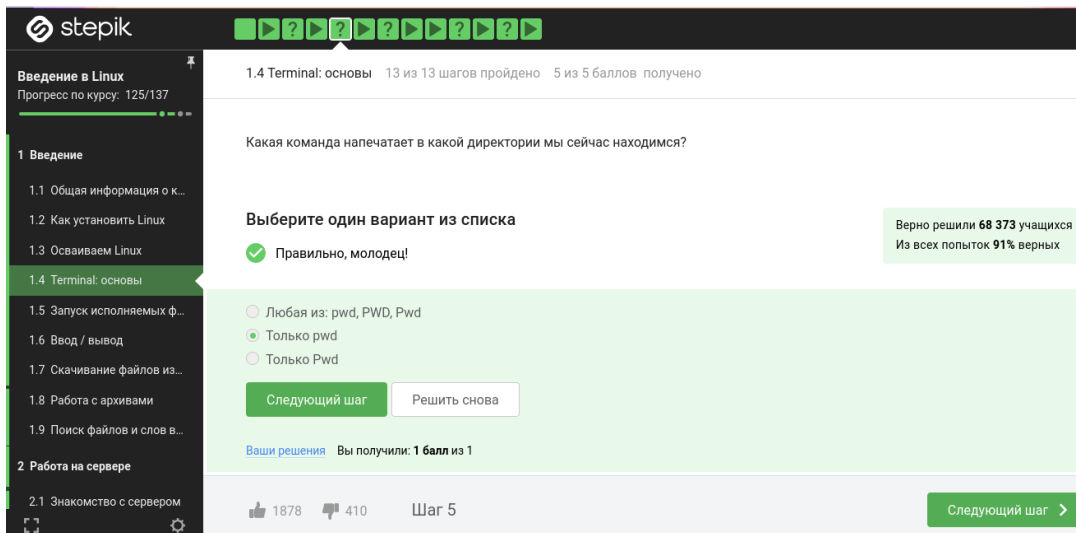 stepik
Введение в Linux
Прогресс по курсу: 125/137
1 Введение
1.1 Общая информация о к...
1.2 Как установить Linux
1.3 Осваиваем Linux
1.4 Terminal: основы
1.5 Запуск исполняемых ф...
1.6 Ввод / вывод
1.7 Скачивание файлов из...
1.8 Работа с архивами
1.9 Поиск файлов и слов в...
2 Работа на сервере
2.1 Знакомство с сервером
? ? ? ?
1.4 Terminal: основы 13 из 13 шагов пройдено 5 из 5 баллов получено
Какая команда напечатает в какой директории мы сейчас находимся?
Выберите один вариант из списка
Правильно, молодец!
Верно решили 68 373 учащихся
Из всех попыток 91% верных
Любая из: pwd, PWD, Pwd
Только pwd
Только Pwd
Следующий шаг Решить снова
Ваши решения Вы получили: 1 балл из 1
1878 410 Шаг 5 Следующий шаг